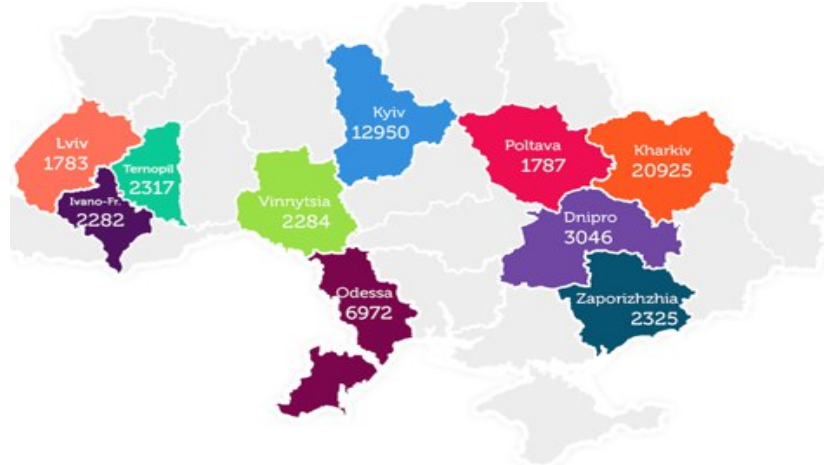 Kyiv
12950
Lviv
1783
Ternopil
2317
Ivano-Fr.
2282
Vinnytsia
2284
Poltava
1787
Kharkiv
20925
Dnipro
3046
Odessa
6972
Zaporizhzhia
2325